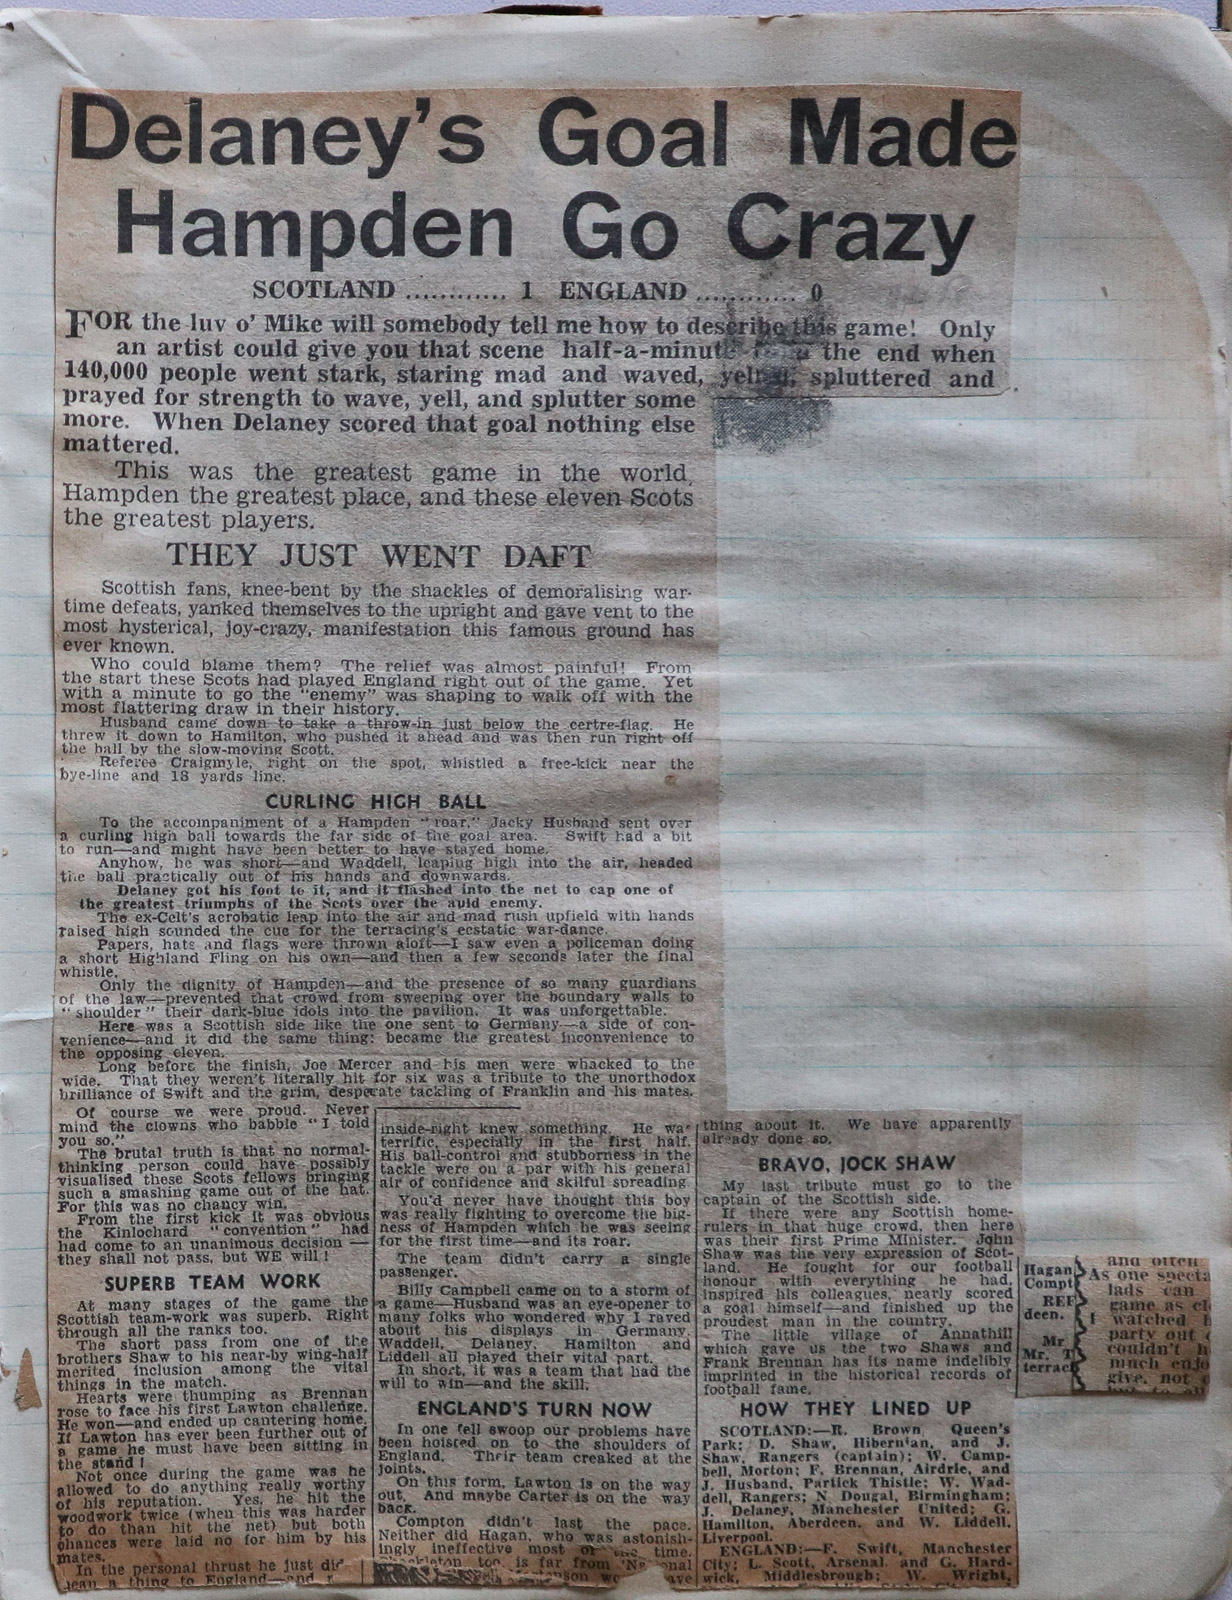 Delaney's Goal Made
Hampden Go Crazy
SCOTLAND ............ 1 ENGLAND ............ 0
FOR the luv o' Mike will somebody tell me how to describe this game! Only
an artist could give you that scene half-a-minute from the end when
140,000 people went stark, staring mad and waved, yelled, spluttered and
prayed for strength to wave, yell, and splutter some
more. When Delaney scored that goal nothing else
mattered.
This was the greatest game in the world,
Hampden the greatest place, and these eleven Scots
the greatest players.
THEY JUST WENT DAFT
Scottish fans, knee-bent by the shackles of demoralising war-
time defeats, yanked themselves to the upright and gave vent to the
most hysterical, joy-crazy, manifestation this famous ground has
ever known.
Who could blame them? The relief was almost painful! From
the start these Scots had played England right out of the game. Yet
with a minute to go the "enemy" was shaping to walk off with the
most flattering draw in their history.
Husband came down to take a throw-in just below the certre-flag. He
threw it down to Hamilton, who pushed it ahead and was then run right off
the ball by the slow-moving Scott.
Referee Craigmyle, right on the spot, whistled a free-kick near the
bye-line and 18 yards line.
CURLING HIGH BALL
To the accompaniment of a Hampden "roar," Jacky Husband sent over
a curling high ball towards the far side of the goal area. Swift had a bit
to run—and might have been better to have stayed home.
Anyhow, he was short—and Waddell, leaping high into the air, headed
the ball practically out of his hands and downwards.
Delaney got his foot to it, and it flashed into the net to cap one of
the greatest triumphs of the Scots over the auld enemy.
The ex-Celt's acrobatic leap into the air and mad rush upfield with hands
raised high sounded the cue for the terracing's ecstatic war-dance.
Papers, hats and flags were thrown aloft—I saw even a policeman doing
a short Highland Fling on his own—and then a few seconds later the final
whistle.
Only the dignity of Hampden—and the presence of so many guardians
of the law—prevented that crowd from sweeping over the boundary walls to
"shoulder" their dark-blue idols into the pavilion. It was unforgettable.
Here was a Scottish side like the one sent to Germany—a side of con-
venience—and it did the same thing: became the greatest inconvenience to
the opposing eleven.
Long before the finish, Joe Mercer and his men were whacked to the
wide. That they weren't literally hit for six was a tribute to the unorthodox
brilliance of Swift and the grim, desperate tackling of Franklin and his mates.
Of course we were proud. Never
mind the clowns who babble "I told
you so."
The brutal truth is that no normal-
thinking person could have possibly
visualised these Scots fellows bringing
such a smashing game out of the hat.
For this was no chancy win.
From the first kick it was obvious
the Kinlochard "convention" had
had come to an unanimous decision—
they shall not pass, but WE will!
SUPERB TEAM WORK
At many stages of the game the
Scottish team-work was superb. Right
through all the ranks too.
The short pass from one of the
brothers Shaw to his near-by wing-half
merited inclusion among the vital
things in the match.
Hearts were thumping as Brennan
rose to face his first Lawton challenge.
He won—and ended up cantering home.
If Lawton has ever been further out of
a game he must have been sitting in
the stand!
Not once during the game was he
allowed to do anything really worthy
of his reputation. Yes, he hit the
woodwork twice (when this was harder
to do than hit the net) but both
chances were laid no for him by his
mates.
In the personal thrust he just did
mean a thing to England—and
inside-right knew something. He was
terrific, especially in the first half.
His ball-control and stubborness in the
tackle were on a par with his general
air of confidence and skilful spreading.
You'd never have thought this boy
was really fighting to overcome the big-
ness of Hampden which he was seeing
for the first time—and its roar.
The team didn't carry a single
passenger.
Billy Campbell came on to a storm of
a game—Husband was an eye-opener to
many folks who wondered why I raved
about his displays in Germany.
Waddell, Delaney, Hamilton and
Liddell all played their vital part.
In short, it was a team that had the
will to win—and the skill.
ENGLAND'S TURN NOW
In one fell swoop our problems have
been hoisted on to the shoulders of
England. Their team creaked at the
joints.
On this form, Lawton is on the way
out. And maybe Carter is on the way
back.
Compton didn't last the pace.
Neither did Hagan, who was astonish-
ingly ineffective most of the time.
Shackleton too, is far from
thing about it. We have apparently
already done so.
BRAVO, JOCK SHAW
My last tribute must go to the
captain of the Scottish side.
If there were any Scottish home-
rulers in that huge crowd, then here
was their first Prime Minister. John
Shaw was the very expression of Scot-
land. He fought for our football
honour with everything he had,
inspired his colleagues, nearly scored
a goal himself—and finished up the
proudest man in the country.
The little village of Annathill
which gave us the two Shaws and
Frank Brennan has its name indelibly
imprinted in the historical records of
football fame.
HOW THEY LINED UP
SCOTLAND:—R. Brown Queen's
Park; D. Shaw, Hibernian, and J.
Shaw, Rangers (captain); W. Camp-
bell, Morton; F. Brennan, Airdrie, and
J. Husband, Partick Thistle; W. Wad-
dell, Rangers; N. Dougal, Birmingham;
J. Delaney, Manchester United; G.
Hamilton, Aberdeen, and W. Liddell,
Liverpool.
ENGLAND:—F. Swift, Manchester
City; L. Scott, Arsenal, and G. Hard-
wick, Middlesbrough; W. Wright,
Hagan
Compt
REF
deen.
Mr
Mr. T
terrac
and often
As one specta
lads can
game as cl
I watched
party out
couldn't h
much enjo
give, not